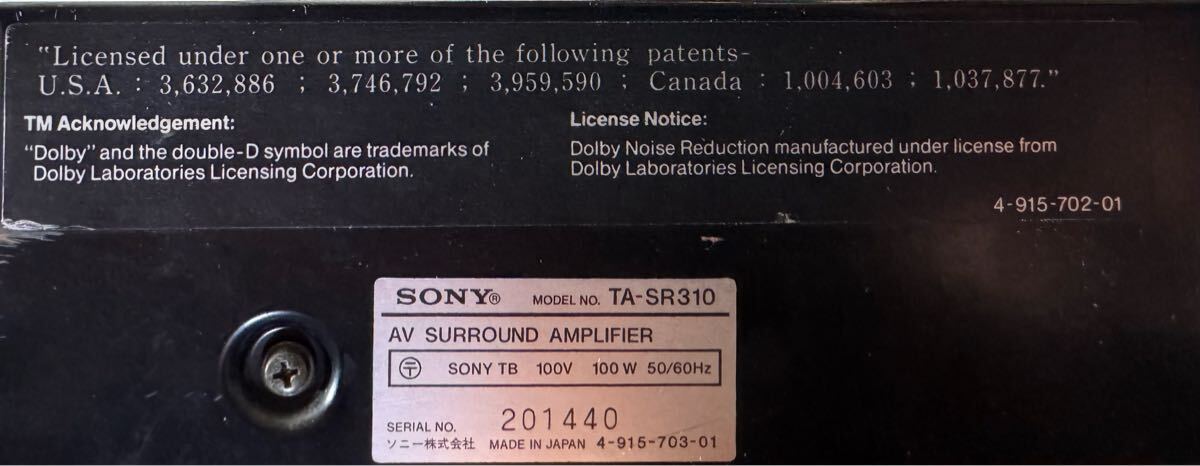 "Licensed under one or more of the following patents-
U.S.A. : 3,632,886 ; 3,746,792 ; 3,959,590 ; Canada : 1,004,603 ; 1,037,877."
TM Acknowledgement:
"Dolby" and the double-D symbol are trademarks of
Dolby Laboratories Licensing Corporation.
License Notice:
Dolby Noise Reduction manufactured under license from
Dolby Laboratories Licensing Corporation.
4-915-702-01
SONY® MODEL NO. TA-SR310
AV SURROUND AMPLIFIER
〒 SONY TB 100V 100W 50/60Hz
SERIAL NO. 201440
ソニー株式会社 MADE IN JAPAN 4-915-703-01